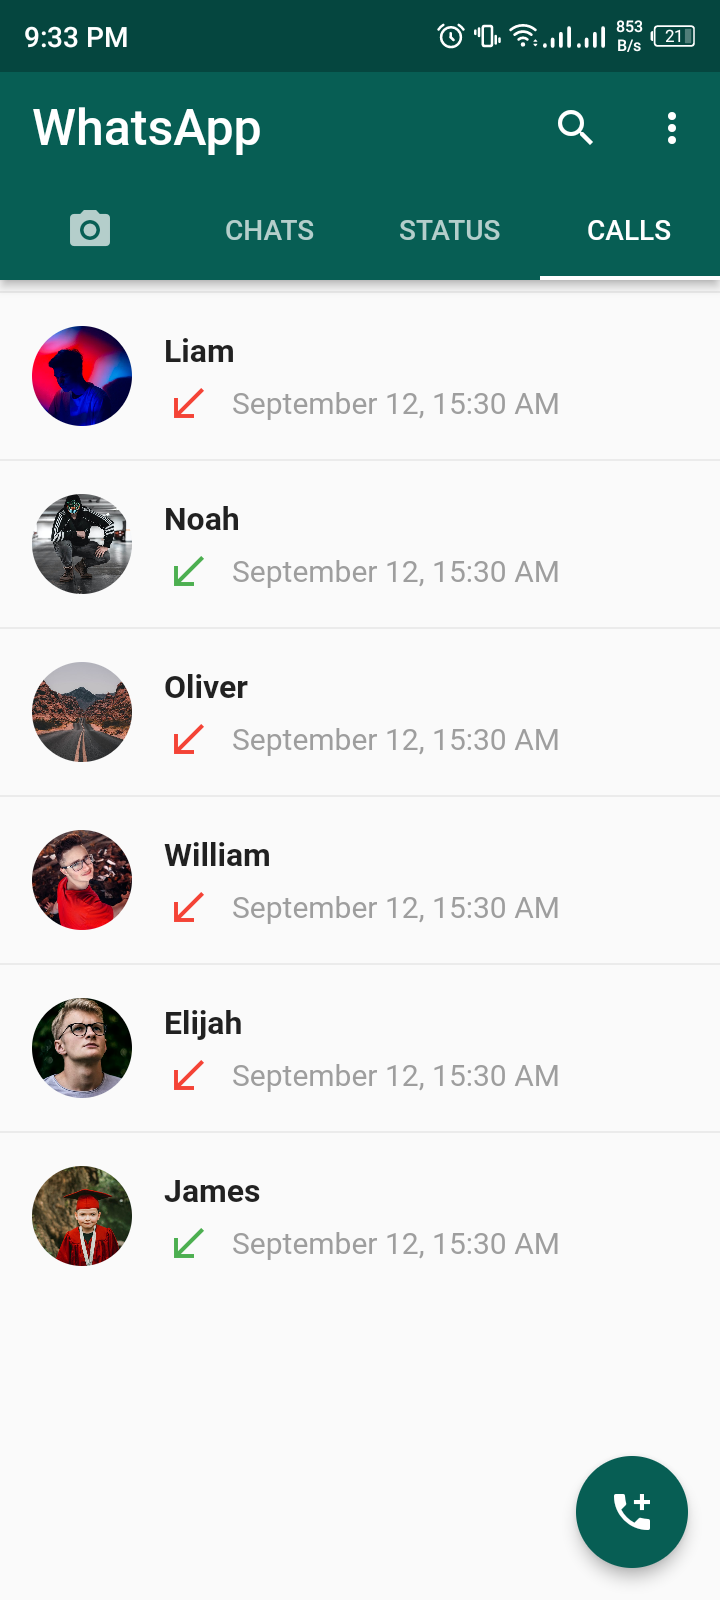 9:33 PM 853 B/s 21
WhatsApp
CHATS STATUS CALLS
Liam
September 12, 15:30 AM
Noah
September 12, 15:30 AM
Oliver
September 12, 15:30 AM
William
September 12, 15:30 AM
Elijah
September 12, 15:30 AM
James
September 12, 15:30 AM